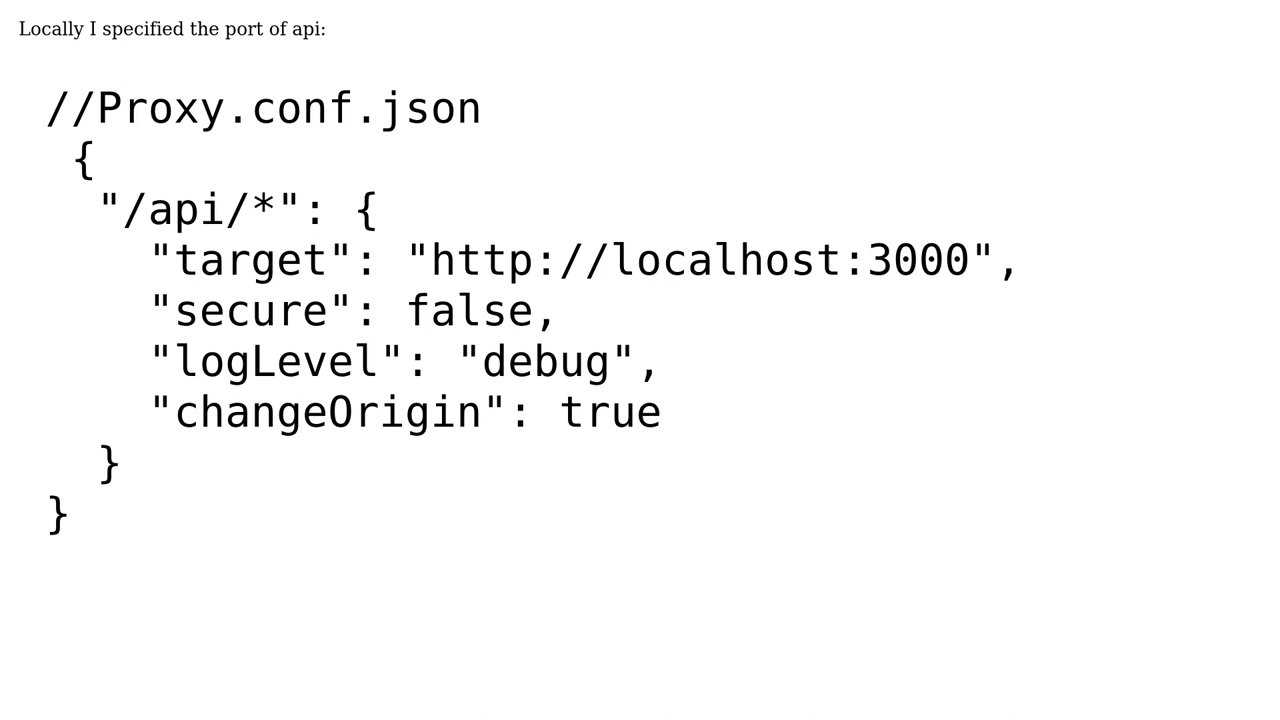 Locally I specified the port of api:
//Proxy.conf.json
 {
  "/api/*": {
    "target": "http://localhost:3000",
    "secure": false,
    "logLevel": "debug",
    "changeOrigin": true
  }
}